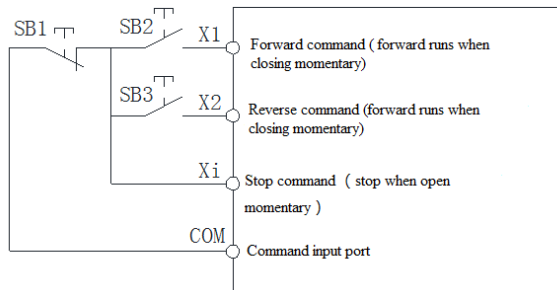 SB1
SB2
X1
Forward command ( forward runs when
closing momentary)
SB3
X2
Reverse command (forward runs when
closing momentary)
Xi
Stop command ( stop when open
momentary )
COM
Command input port